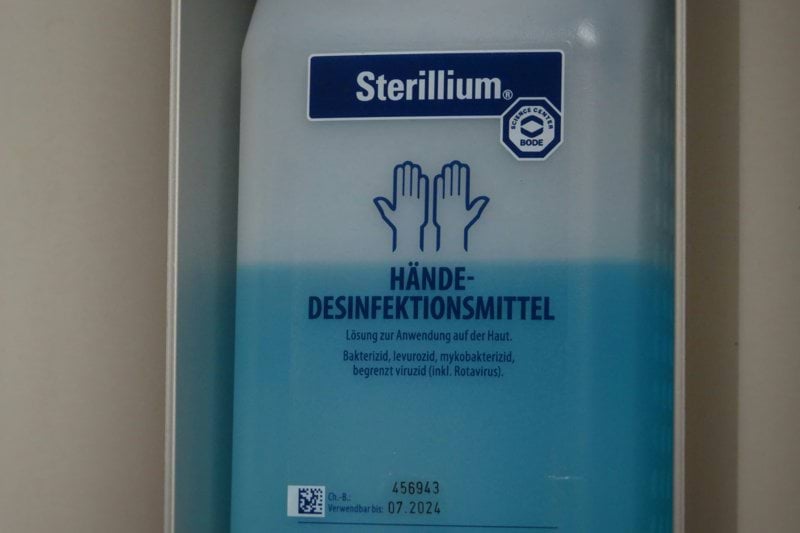 Sterillium®
SCIENCE CENTER
BODE
HÄNDE-
DESINFEKTIONSMITTEL
Lösung zur Anwendung auf der Haut.
Bakterizid, levurozid, mykobakterizid,
begrenzt viruzid (inkl. Rotavirus).
Ch.-B.: 456943
Verwendbar bis: 07.2024